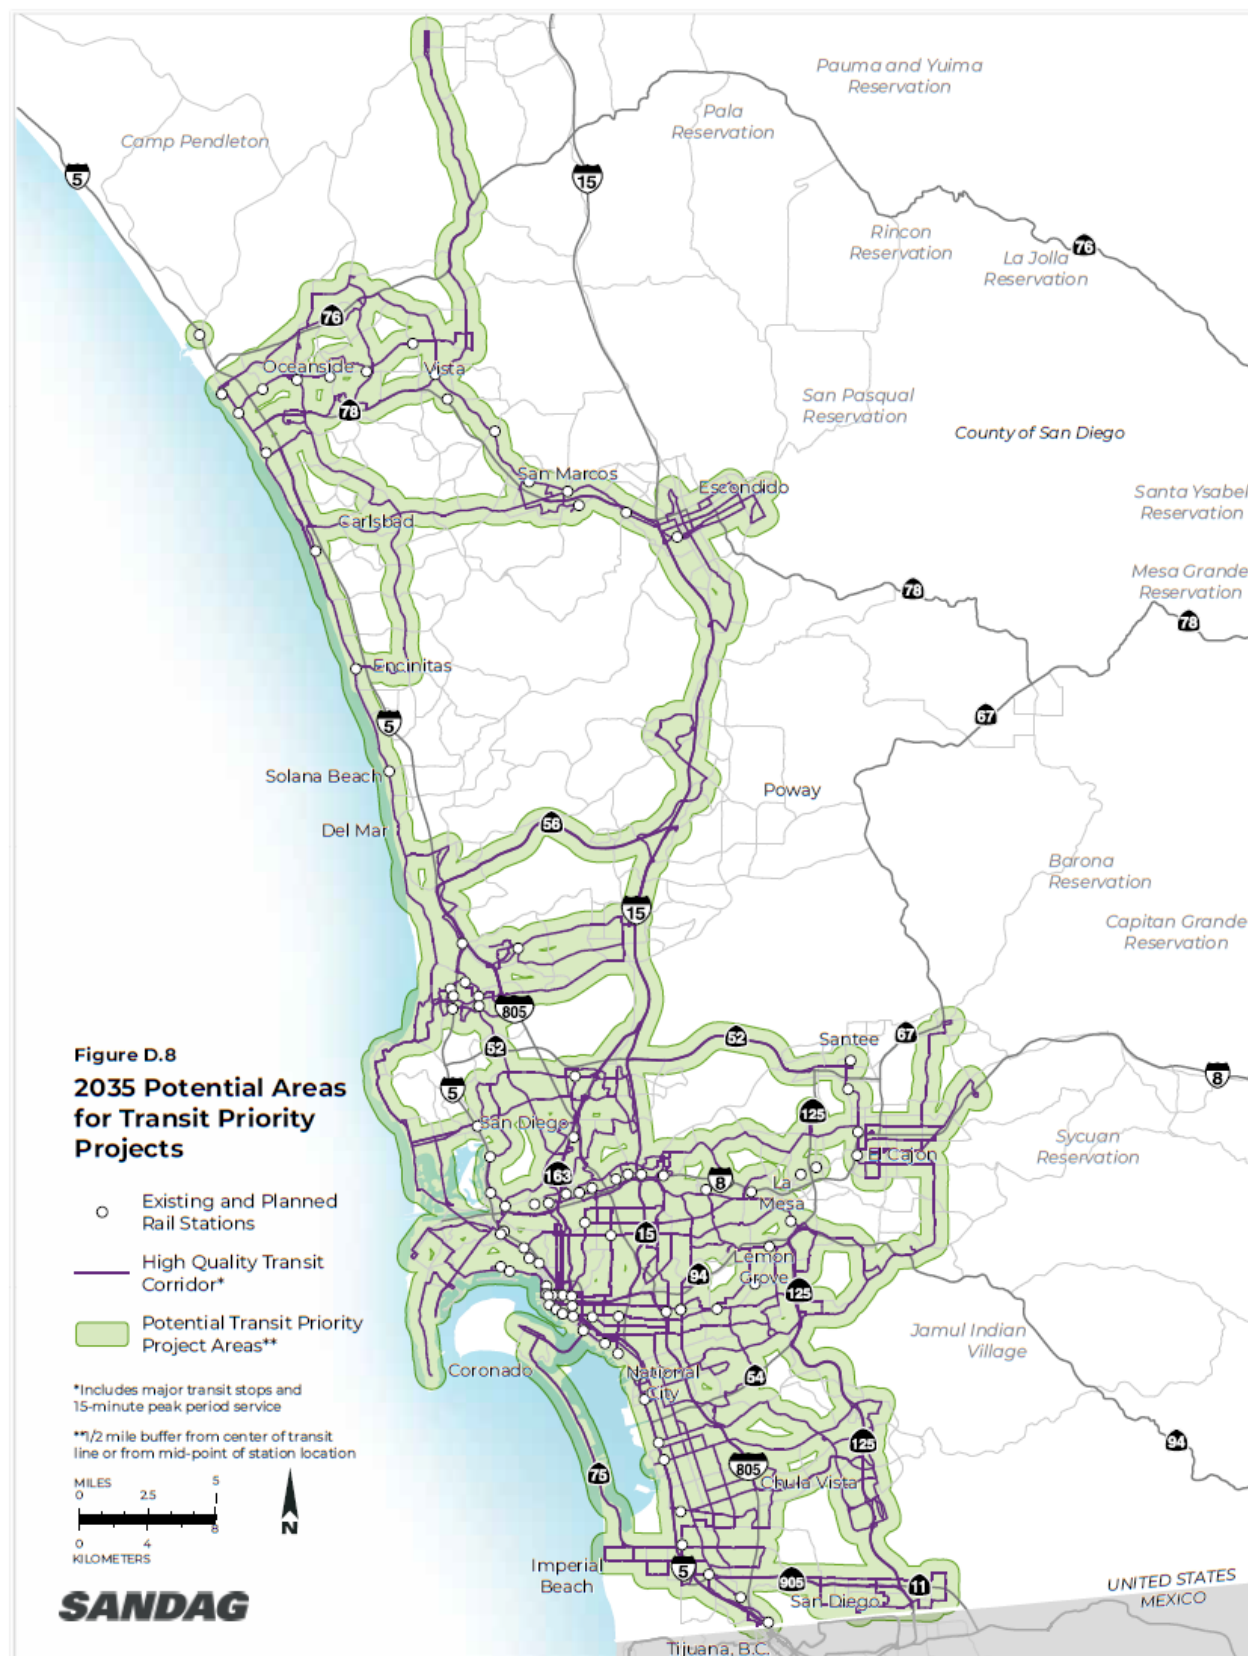 Pauma and Yuima
Reservation
Pala
Reservation
Camp Pendleton
5
15
Rincon
Reservation
La Jolla
Reservation
76
76
Oceanside
Vista
78
San Pasqual
Reservation
County of San Diego
San Marcos
Escondido
Santa Ysabel
Reservation
Carlsbad
Mesa Grande
Reservation
78
78
Encinitas
67
5
Solana Beach
Poway
56
Del Mar
Barona
Reservation
15
Capitan Grande
Reservation
805
52
52
Santee
67
8
5
125
San Diego
Sycuan
Reservation
El Cajon
163
8
La
Mesa
15
Lemon
Grove
94
125
Jamul Indian
Village
Coronado
National
City
54
125
94
805
75
Chula Vista
Imperial
Beach
5
905
11
San Diego
UNITED STATES
MEXICO
Tijuana, B.C.
Figure D.8
2035 Potential Areas
for Transit Priority
Projects
Existing and Planned
Rail Stations
High Quality Transit
Corridor*
Potential Transit Priority
Project Areas**
*Includes major transit stops and
15-minute peak period service
**1/2 mile buffer from center of transit
line or from mid-point of station location
MILES
0 2.5 5
0 4 8
KILOMETERS
N
SANDAG